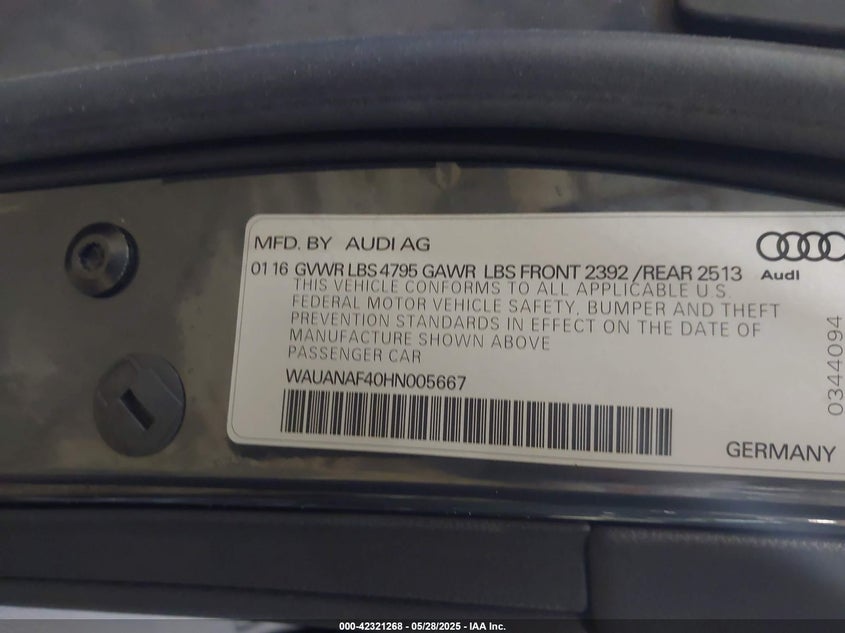 MFD. BY AUDI AG
Audi
01 16 GVWR LBS 4795 GAWR LBS FRONT 2392 /REAR 2513
THIS VEHICLE CONFORMS TO ALL APPLICABLE U.S.
FEDERAL MOTOR VEHICLE SAFETY, BUMPER AND THEFT
PREVENTION STANDARDS IN EFFECT ON THE DATE OF
MANUFACTURE SHOWN ABOVE
PASSENGER CAR
WAUANAF40HN005667
0344094
GERMANY
000-42321268 - 05/28/2025 - IAA Inc.